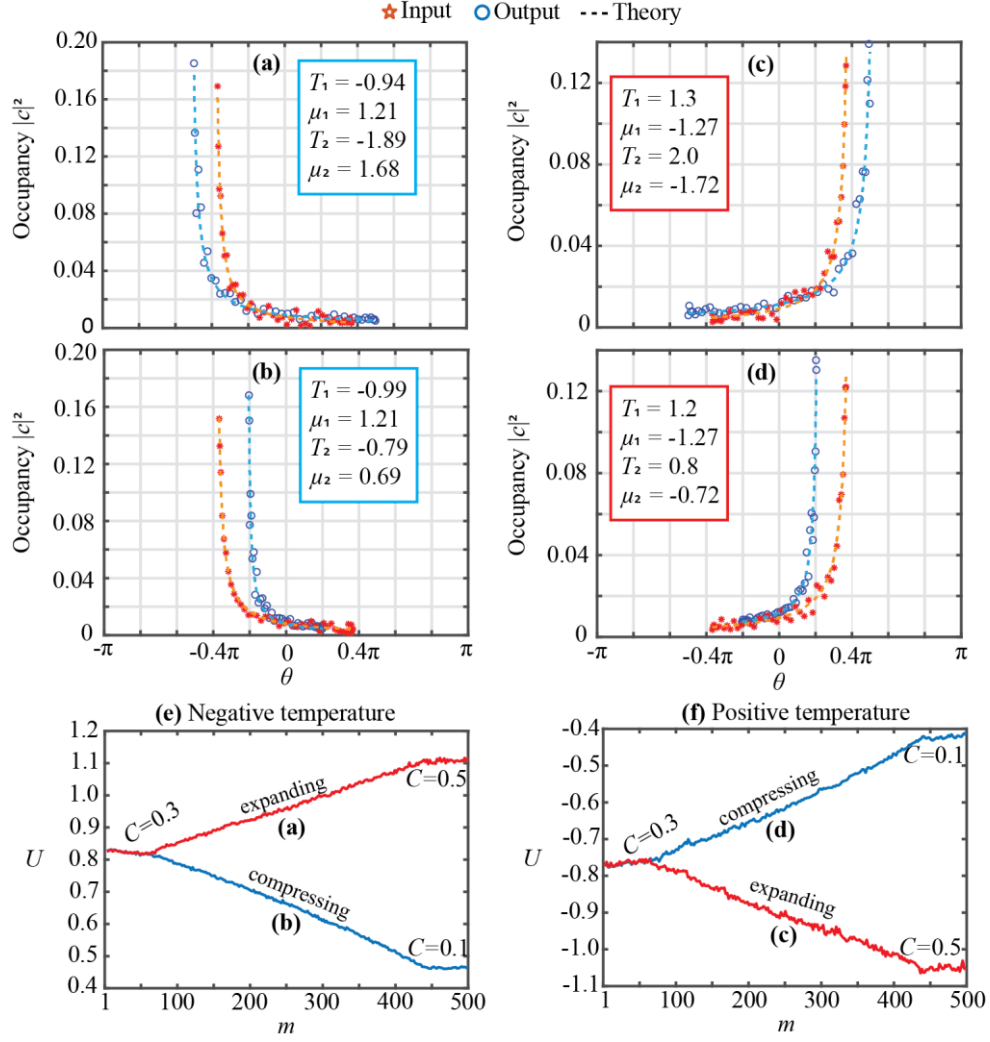 Input Output Theory
(a)
T₁ = -0.94
μ₁ = 1.21
T₂ = -1.89
μ₂ = 1.68
Occupancy |c|²
0.20
0.16
0.12
0.08
0.04
0
(c)
T₁ = 1.3
μ₁ = -1.27
T₂ = 2.0
μ₂ = -1.72
Occupancy |c|²
0.12
0.08
0.04
0
(b)
T₁ = -0.99
μ₁ = 1.21
T₂ = -0.79
μ₂ = 0.69
Occupancy |c|²
0.20
0.16
0.12
0.08
0.04
0
-π -0.4π 0 0.4π π
θ
(d)
T₁ = 1.2
μ₁ = -1.27
T₂ = 0.8
μ₂ = -0.72
Occupancy |c|²
0.12
0.08
0.04
0
-π -0.4π 0 0.4π π
θ
(e) Negative temperature
1.2
1.1
1.0
0.9
0.8
0.7
0.6
0.5
0.4
U
C=0.3
expanding
(a)
C=0.5
compressing
(b)
C=0.1
1 100 200 300 400 500
m
(f) Positive temperature
-0.4
-0.5
-0.6
-0.7
-0.8
-0.9
-1.0
-1.1
U
C=0.3
compressing
(d)
C=0.1
expanding
(c)
C=0.5
1 100 200 300 400 500
m